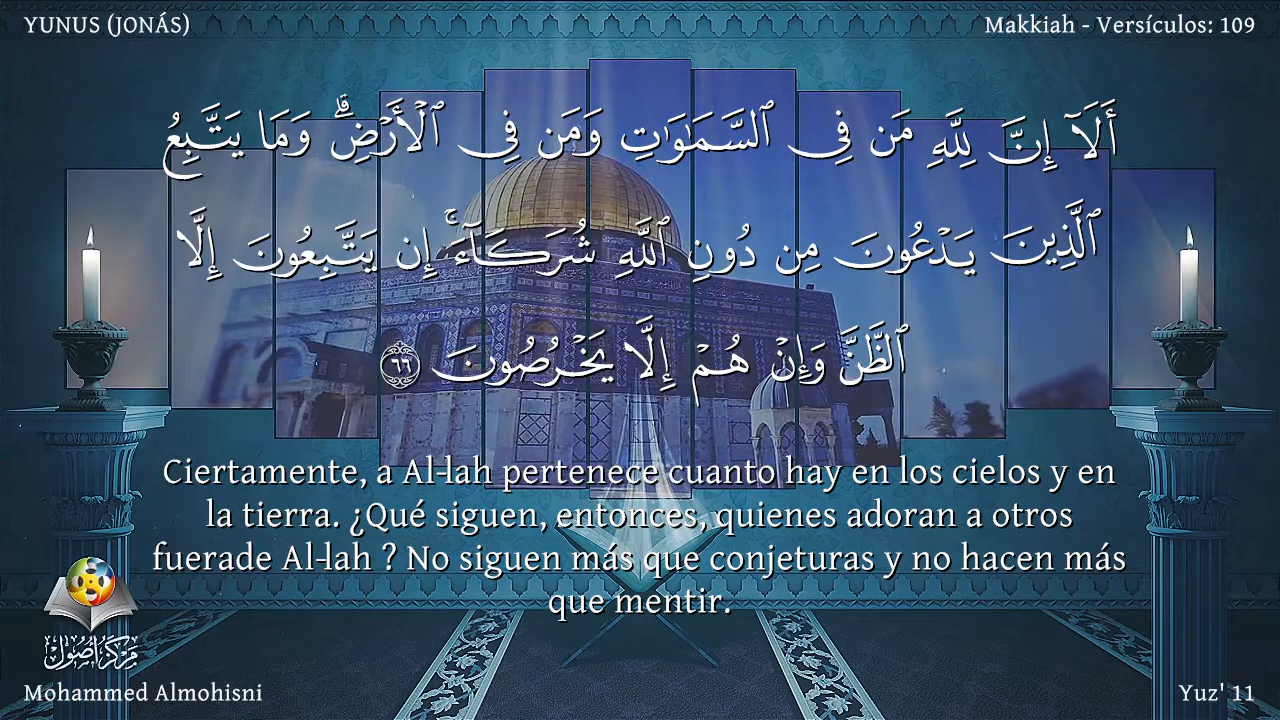 YUNUS (JONÁS)
Makkiah - Versículos: 109
أَلَآ إِنَّ لِلَّهِ مَن فِى ٱلسَّمَـٰوَٰتِ وَمَن فِى ٱلْأَرْضِ ۗ وَمَا يَتَّبِعُ
ٱلَّذِينَ يَدْعُونَ مِن دُونِ ٱللَّهِ شُرَكَآءَ ۚ إِن يَتَّبِعُونَ إِلَّا
ٱلظَّنَّ وَإِنْ هُمْ إِلَّا يَخْرُصُونَ ٦٦
Ciertamente, a Al-lah pertenece cuanto hay en los cielos y en
la tierra. ¿Qué siguen, entonces, quienes adoran a otros
fuerade Al-lah ? No siguen más que conjeturas y no hacen más
que mentir.
مركز أصول
Mohammed Almohisni
Yuz' 11